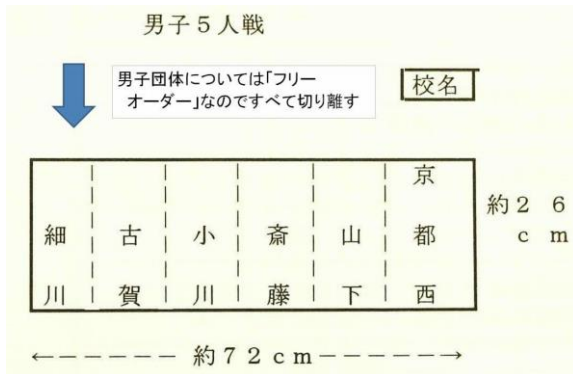 男子５人戦
男子団体については「フリー
オーダー」なのですべて切り離す
校名
京都西
山下
斎藤
小川
古賀
細川
約２６
ｃｍ
約７２ｃｍ